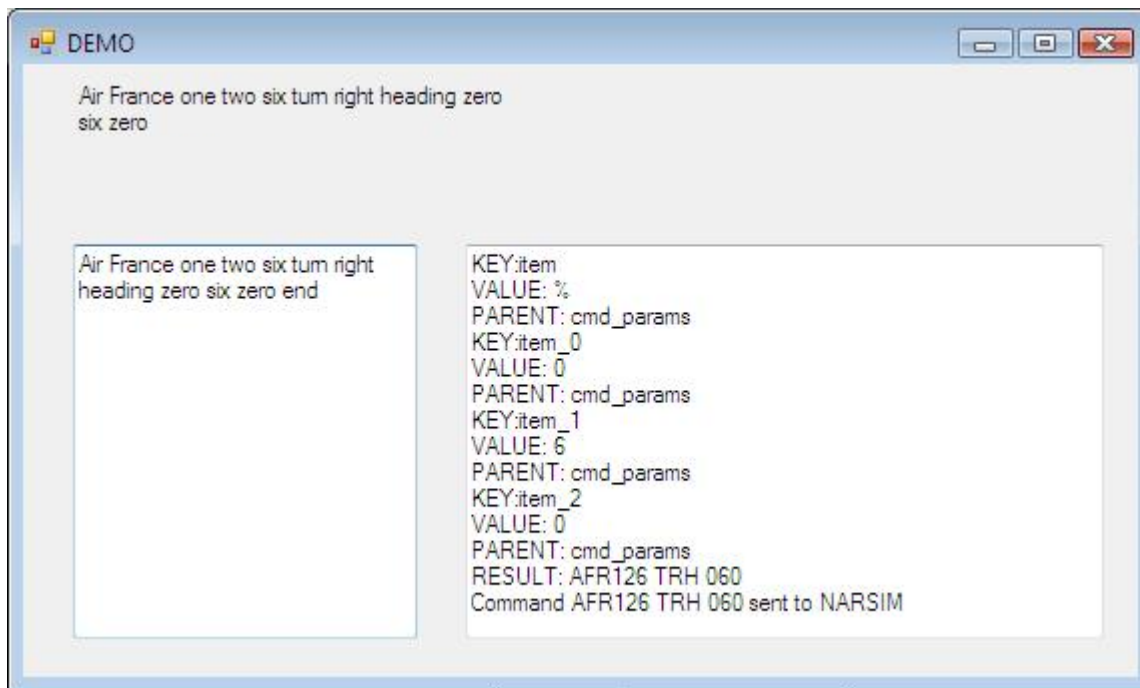 DEMO
Air France one two six turn right heading zero
six zero
Air France one two six turn right
heading zero six zero end
KEY:item
VALUE: %
PARENT: cmd_params
KEY:item_0
VALUE: 0
PARENT: cmd_params
KEY:item_1
VALUE: 6
PARENT: cmd_params
KEY:item_2
VALUE: 0
PARENT: cmd_params
RESULT: AFR126 TRH 060
Command AFR126 TRH 060 sent to NARSIM